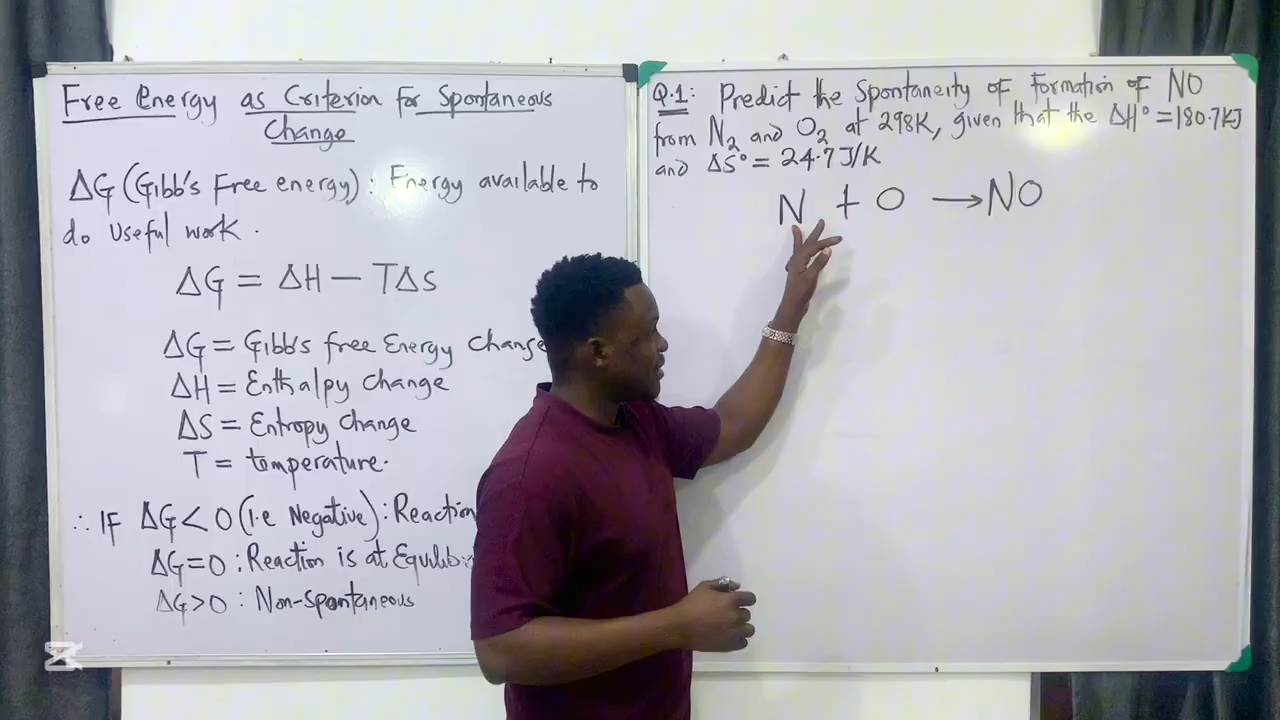 Free Energy as Criterion for Spontaneous
Change
ΔG (Gibb's Free energy): Energy available to
do useful work.
ΔG = ΔH − TΔS
ΔG = Gibb's free Energy Change
ΔH = Enthalpy Change
ΔS = Entropy Change
T = temperature.
∴ IF ΔG < 0 (I.e Negative): Reaction
ΔG = 0 : Reaction is at
ΔG > 0 : Non-Spontaneous
Q.1: Predict the Spontaneity of Formation of NO
from N₂ and O₂ at 298K, given that the ΔH° = 180.7KJ
and ΔS° = 24.7J/K
N + O → NO